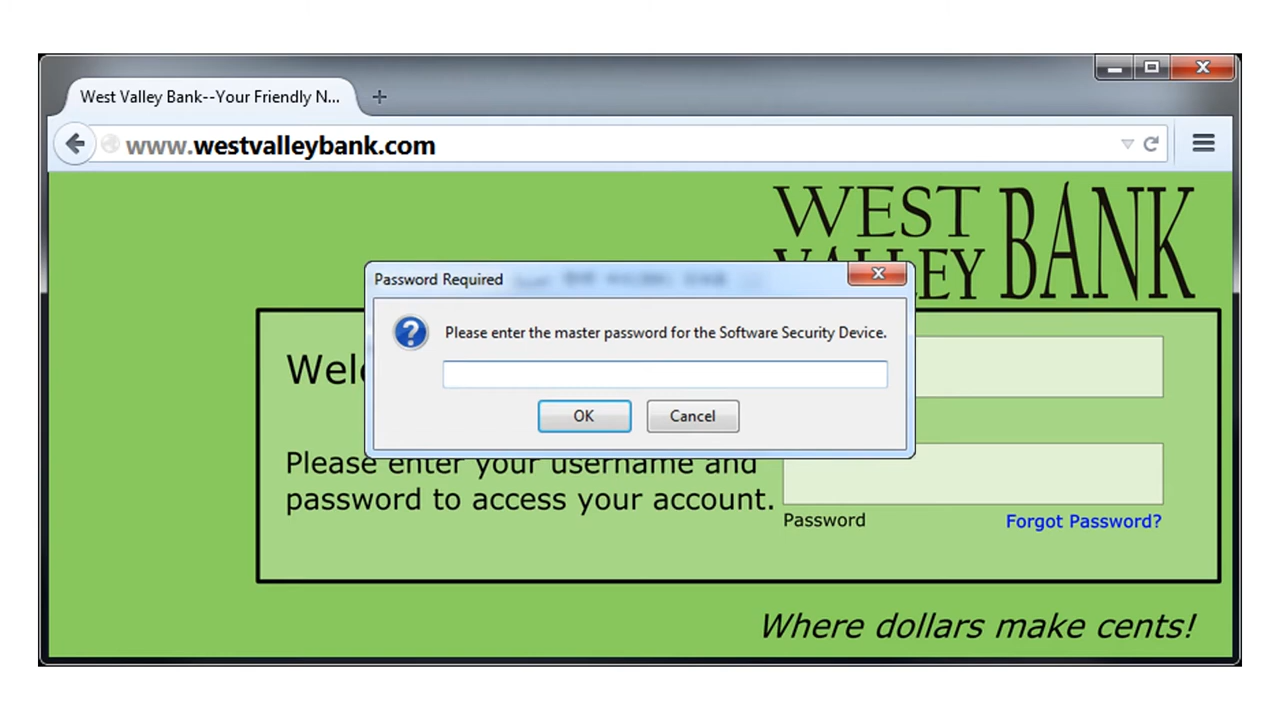 West Valley Bank--Your Friendly N...
www.westvalleybank.com
WEST
BANK
Password Required
Please enter the master password for the Software Security Device.
OK
Cancel
Please enter your username and
password to access your account.
Password
Forgot Password?
Where dollars make cents!